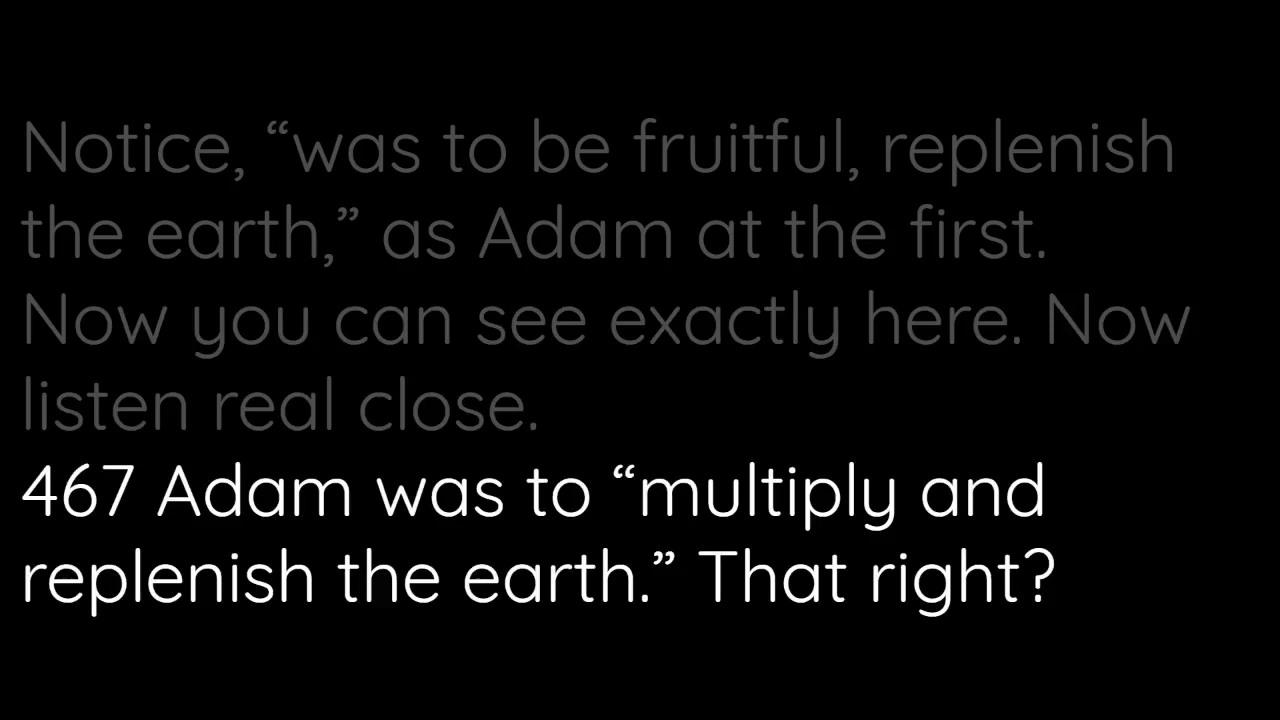 Notice, “was to be fruitful, replenish
the earth,” as Adam at the first.
Now you can see exactly here. Now
listen real close.
467 Adam was to “multiply and
replenish the earth.” That right?